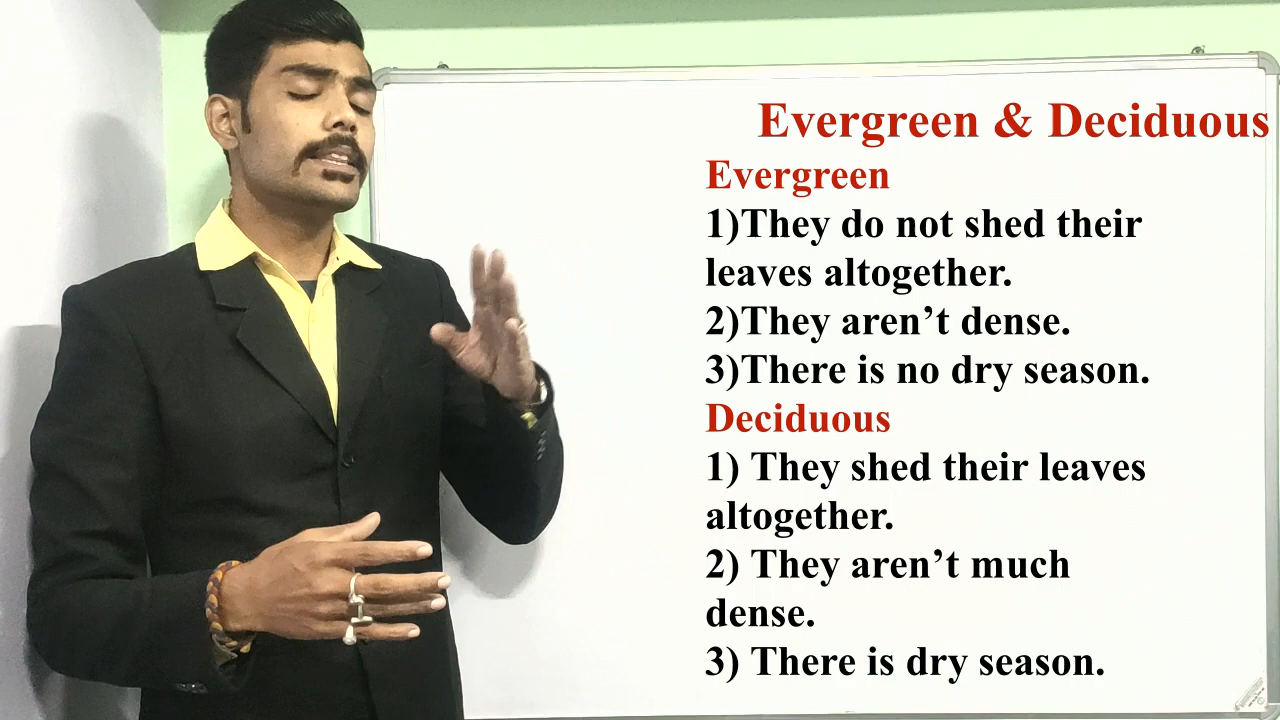 Evergreen & Deciduous
Evergreen
1)They do not shed their
leaves altogether.
2)They aren’t dense.
3)There is no dry season.
Deciduous
1) They shed their leaves
altogether.
2) They aren’t much
dense.
3) There is dry season.